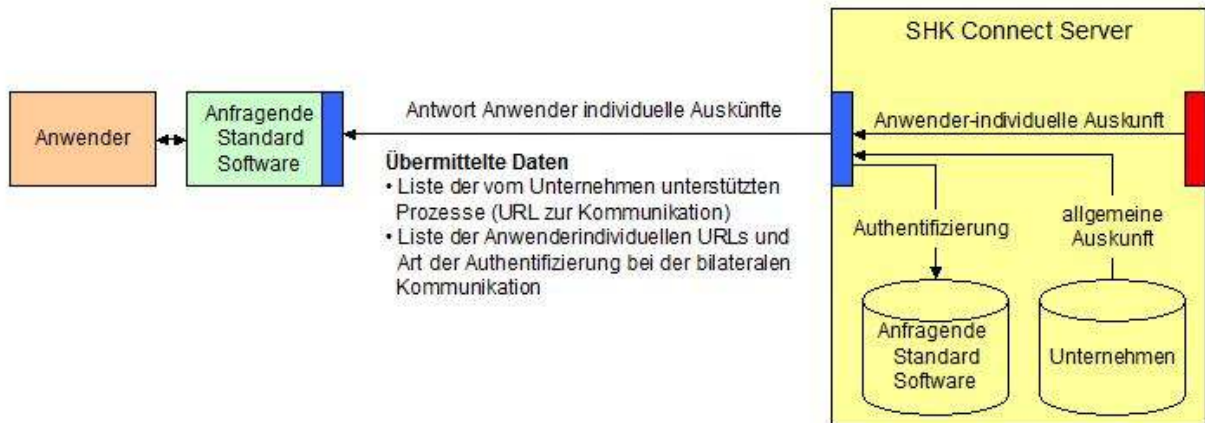 SHK Connect Server
Anwender
Anfragende
Standard
Software
Antwort Anwender individuelle Auskünfte
Anwender-individuelle Auskunft
Übermittelte Daten
• Liste der vom Unternehmen unterstützten
Prozesse (URL zur Kommunikation)
• Liste der Anwenderindividuellen URLs und
Art der Authentifizierung bei der bilateralen
Kommunikation
Authentifizierung
allgemeine
Auskunft
Anfragende
Standard
Software
Unternehmen